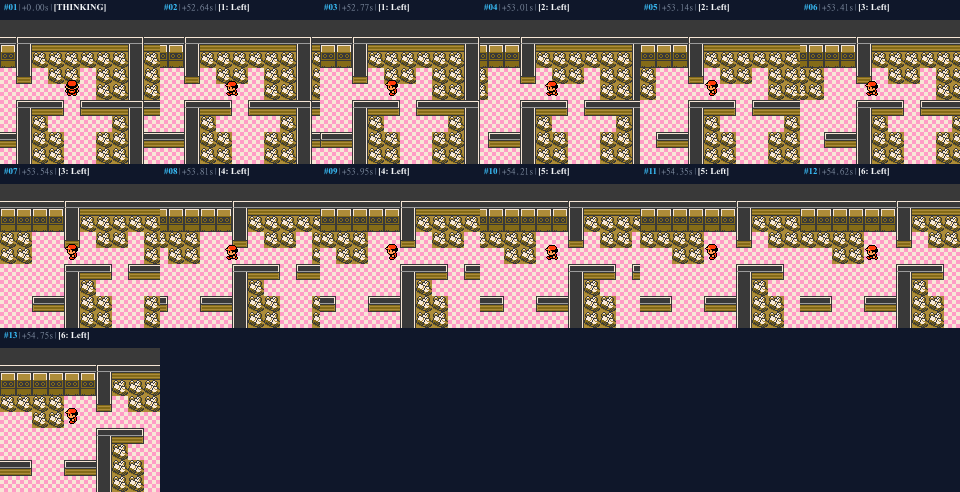 #01|+0.00s|[THINKING]
#02|+52.64s|[1: Left]
#03|+52.77s|[1: Left]
#04|+53.01s|[2: Left]
#05|+53.14s|[2: Left]
#06|+53.41s|[3: Left]
#07|+53.54s|[3: Left]
#08|+53.81s|[4: Left]
#09|+53.95s|[4: Left]
#10|+54.21s|[5: Left]
#11|+54.35s|[5: Left]
#12|+54.62s|[6: Left]
#13|+54.75s|[6: Left]